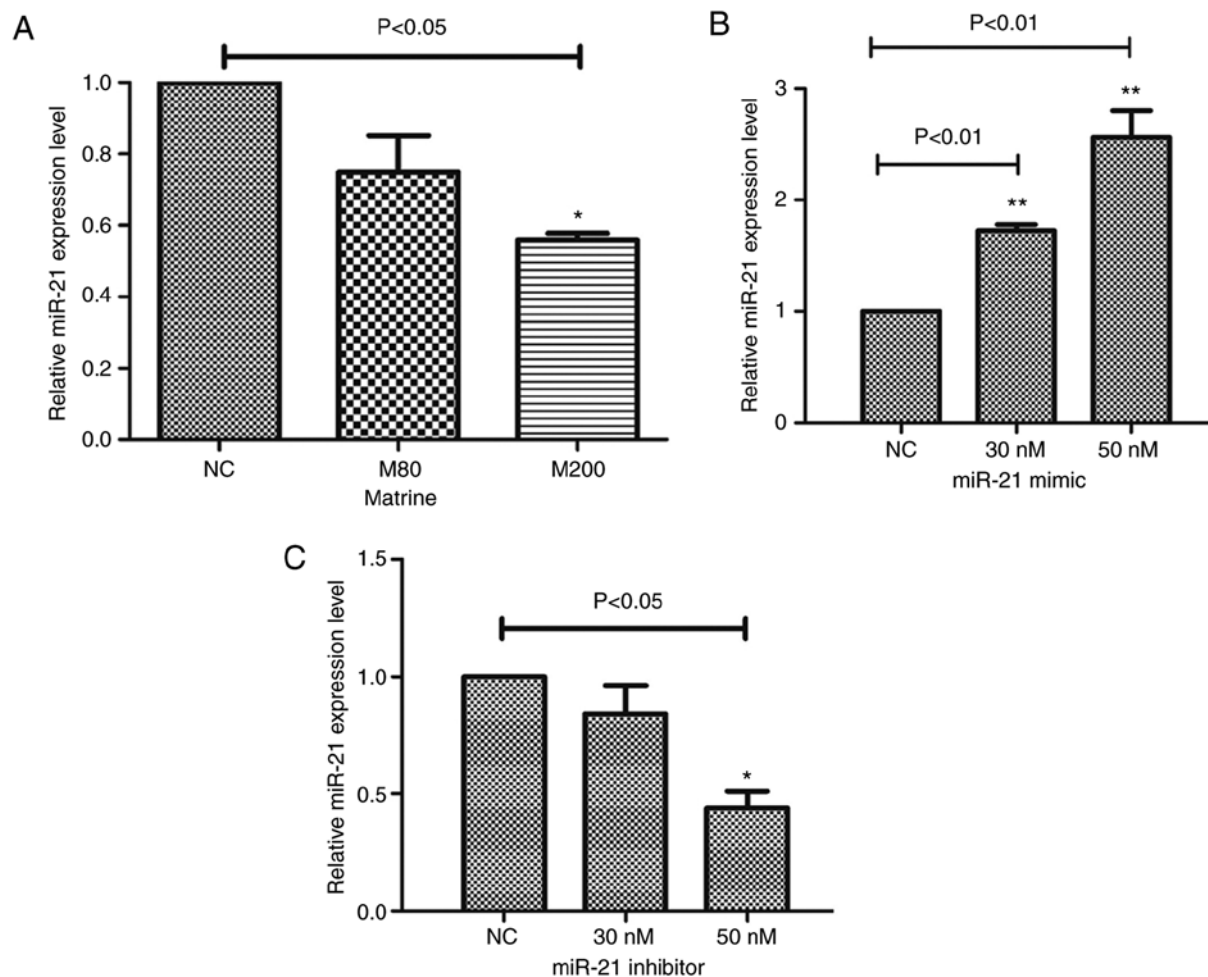 A
P<0.05
Relative miR-21 expression level
1.0
0.8
0.6
0.4
0.2
0.0
*
NC M80 M200
Matrine
B
P<0.01
P<0.01
Relative miR-21 expression level
3
2
1
0
**
**
NC 30 nM 50 nM
miR-21 mimic
C
P<0.05
Relative miR-21 expression level
1.5
1.0
0.5
0.0
*
NC 30 nM 50 nM
miR-21 inhibitor